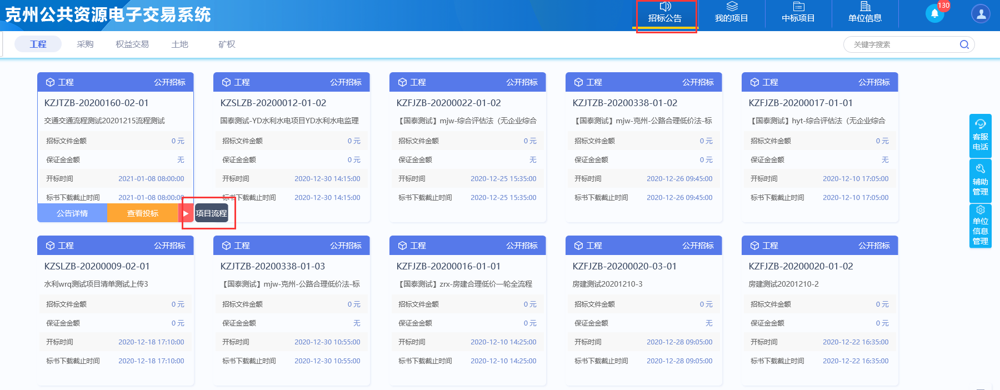 克州公共资源电子交易系统
招标公告 我的项目 中标项目 单位信息 130
工程 采购 权益交易 土地 矿权 关键字搜索
工程 公开招标
KZJTZB-20200160-02-01
交通交通流程测试20201215流程测试
招标文件金额 0 元
保证金金额 无
开标时间 2021-01-08 08:00:00
标书下载截止时间 2021-01-08 08:00:00
公告详情 查看投标 项目流程
工程 公开招标
KZSLZB-20200012-01-02
国泰测试-YD水利水电项目YD水利水电监理
招标文件金额 0 元
保证金金额 0 元
开标时间 2020-12-30 14:15:00
标书下载截止时间 2020-12-30 14:15:00
工程 公开招标
KZFJZB-20200022-01-02
【国泰测试】mjw-综合评估法（无企业综合
招标文件金额 0 元
保证金金额 无
开标时间 2020-12-25 15:35:00
标书下载截止时间 2020-12-25 15:35:00
工程 公开招标
KZJTZB-20200338-01-02
【国泰测试】mjw-克州-公路合理低价法-标
招标文件金额 0 元
保证金金额 0 元
开标时间 2020-12-26 09:45:00
标书下载截止时间 2020-12-26 09:45:00
工程 公开招标
KZFJZB-20200017-01-01
【国泰测试】hyt-综合评估法（无企业综合
招标文件金额 0 元
保证金金额 无
开标时间 2020-12-10 17:05:00
标书下载截止时间 2020-12-10 17:05:00
工程 公开招标
KZSLZB-20200009-02-01
水利wrq测试项目清单测试上传3
招标文件金额 0 元
保证金金额 0 元
开标时间 2020-12-18 17:10:00
标书下载截止时间 2020-12-18 17:10:00
工程 公开招标
KZJTZB-20200338-01-03
【国泰测试】mjw-克州-公路合理低价法-标
招标文件金额 0 元
保证金金额 无
开标时间 2020-12-30 10:55:00
标书下载截止时间 2020-12-30 10:55:00
工程 公开招标
KZFJZB-20200016-01-01
【国泰测试】zrx-房建合理低价一轮全流程
招标文件金额 0 元
保证金金额 0 元
开标时间 2020-12-10 14:25:00
标书下载截止时间 2020-12-10 14:25:00
工程 公开招标
KZFJZB-20200020-03-01
房建测试20201210-3
招标文件金额 0 元
保证金金额 无
开标时间 2020-12-28 09:05:00
标书下载截止时间 2020-12-28 09:05:00
工程 公开招标
KZFJZB-20200020-01-02
房建测试20201210-2
招标文件金额 0 元
保证金金额 0 元
开标时间 2020-12-22 16:35:00
标书下载截止时间 2020-12-22 16:35:00
客服
电话
辅助
管理
单位
信息
管理